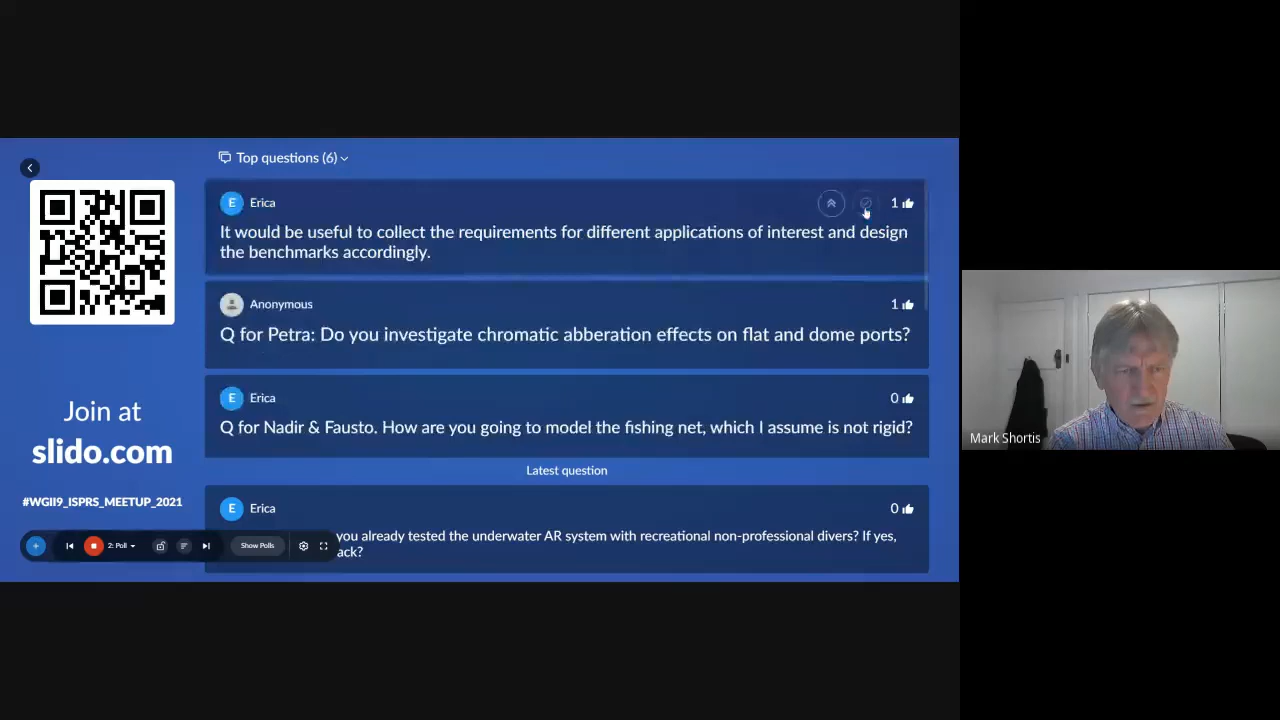 Top questions (6)
E Erica
1
It would be useful to collect the requirements for different applications of interest and design
the benchmarks accordingly.
Anonymous
1
Q for Petra: Do you investigate chromatic abberation effects on flat and dome ports?
E Erica
0
Q for Nadir & Fausto. How are you going to model the fishing net, which I assume is not rigid?
Latest question
E Erica
0
you already tested the underwater AR system with recreational non-professional divers? If yes,
ack?
Join at
slido.com
#WGII9_ISPRS_MEETUP_2021
2: Poll
Show Polls
Mark Shortis